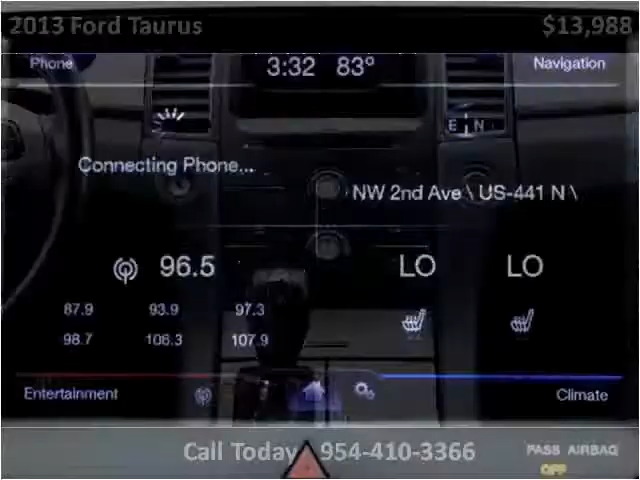 2013 Ford Taurus $13,988
Phone 3:32 83° Navigation
E N
Connecting Phone...
NW 2nd Ave \ US-441 N \
96.5 LO LO
87.9 93.9 97.3
98.7 106.3 107.9
Entertainment Climate
Call Today 954-410-3366
PASS AIRBAG
OFF